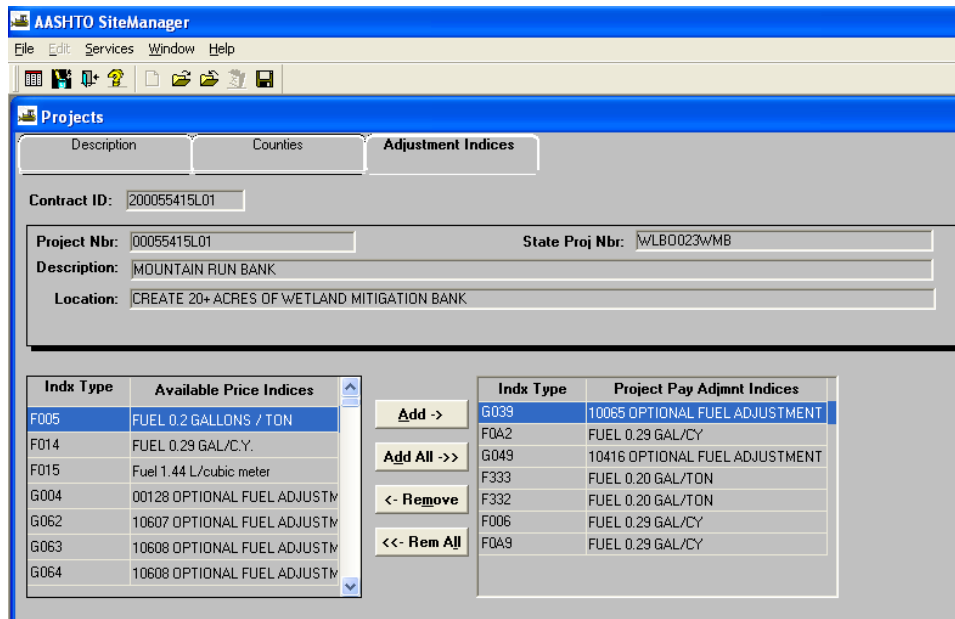 AASHTO SiteManager
File Edit Services Window Help
Projects
Description Counties Adjustment Indices
Contract ID: 200055415L01
Project Nbr: 00055415L01 State Proj Nbr: WLBO023WMB
Description: MOUNTAIN RUN BANK
Location: CREATE 20+ ACRES OF WETLAND MITIGATION BANK
Indx Type Available Price Indices
F005 FUEL 0.2 GALLONS / TON
F014 FUEL 0.29 GAL/C.Y.
F015 Fuel 1.44 L/cubic meter
G004 00128 OPTIONAL FUEL ADJUSTM
G062 10607 OPTIONAL FUEL ADJUSTM
G063 10608 OPTIONAL FUEL ADJUSTM
G064 10608 OPTIONAL FUEL ADJUSTM
Add ->
Add All ->>
<- Remove
<<- Rem All
Indx Type Project Pay Adjmnt Indices
G039 10065 OPTIONAL FUEL ADJUSTMENT
F0A2 FUEL 0.29 GAL/CY
G049 10416 OPTIONAL FUEL ADJUSTMENT
F333 FUEL 0.20 GAL/TON
F332 FUEL 0.20 GAL/TON
F006 FUEL 0.29 GAL/CY
F0A9 FUEL 0.29 GAL/CY